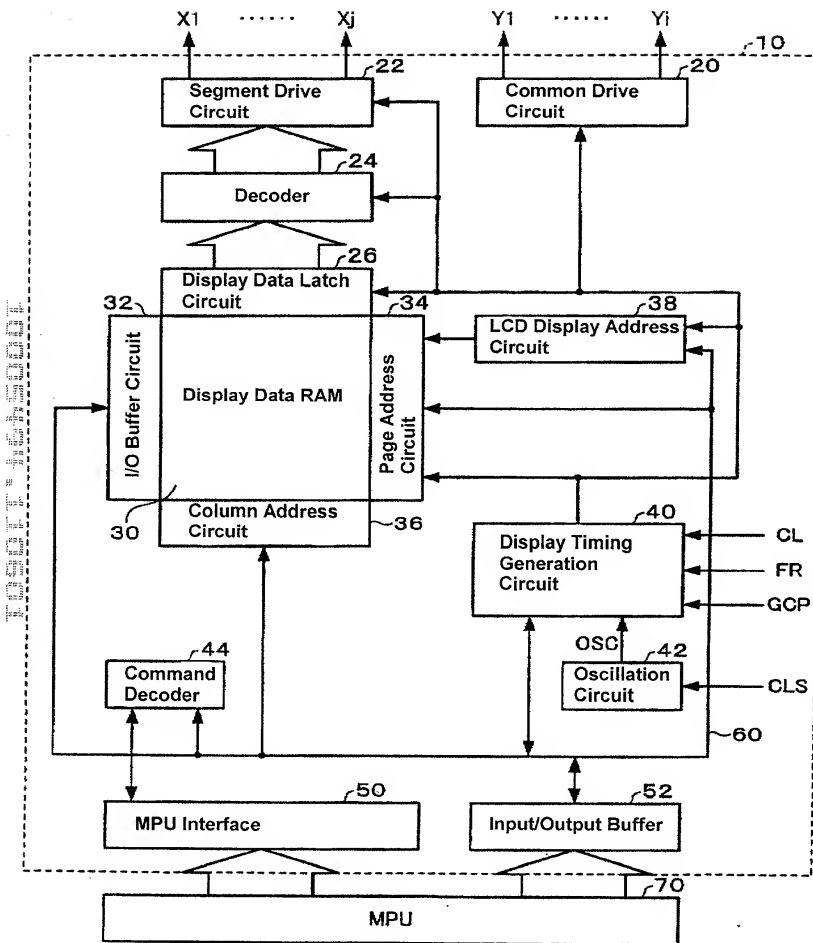 X1 ······ Xj Y1 ······ Yi
10
22
Segment Drive
Circuit
20
Common Drive
Circuit
24
Decoder
26
Display Data Latch
Circuit
32
34
38
LCD Display Address
Circuit
I/O Buffer Circuit
Display Data RAM
Page Address
Circuit
30
Column Address
Circuit
36
40
Display Timing
Generation
Circuit
CL
FR
GCP
OSC
42
Oscillation
Circuit
CLS
44
Command
Decoder
60
50
MPU Interface
52
Input/Output Buffer
70
MPU